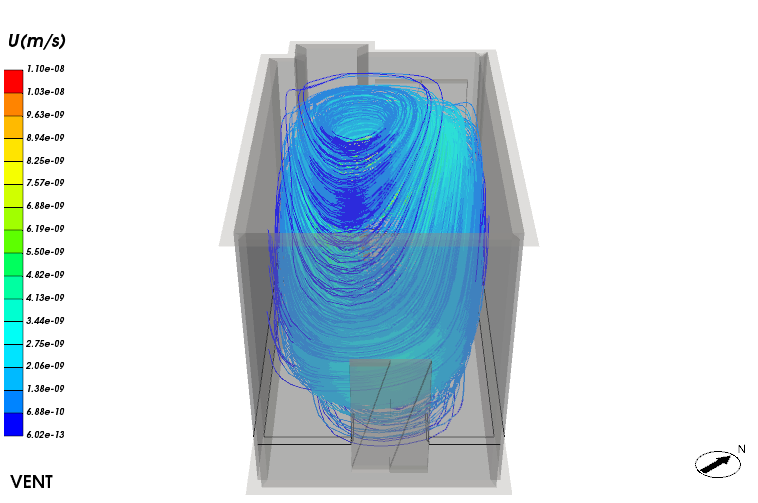 U(m/s)
1.10e-08
1.03e-08
9.63e-09
8.94e-09
8.25e-09
7.57e-09
6.88e-09
6.19e-09
5.50e-09
4.82e-09
4.13e-09
3.44e-09
2.75e-09
2.06e-09
1.38e-09
6.88e-10
6.02e-13
N
VENT